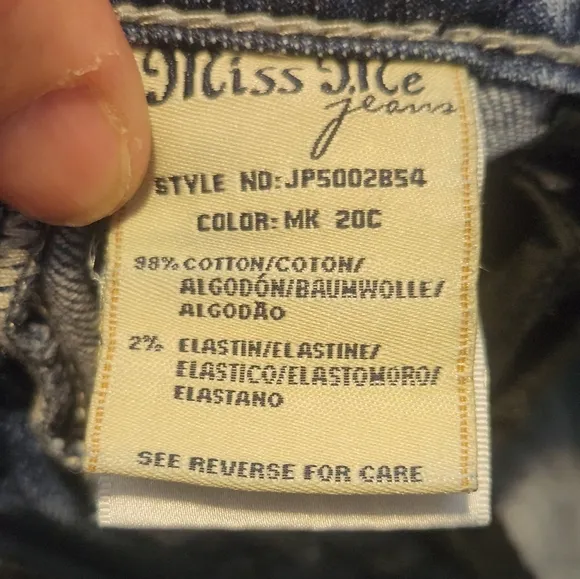 Miss Me
jeans
STYLE NO:JP5002B54
COLOR: MK 20C
98% COTTON/COTON/
ALGODÓN/BAUMWOLLE/
ALGODÃO
2% ELASTIN/ELASTINE/
ELASTICO/ELASTOMORO/
ELASTANO
SEE REVERSE FOR CARE